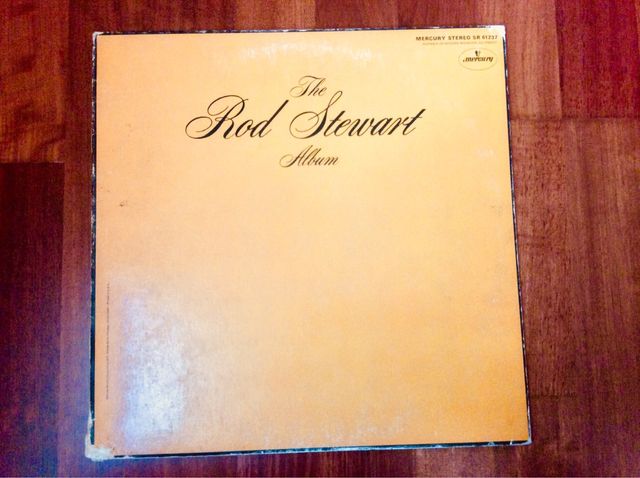 MERCURY STEREO SR 61237
mercury
The
Rod Stewart
Album